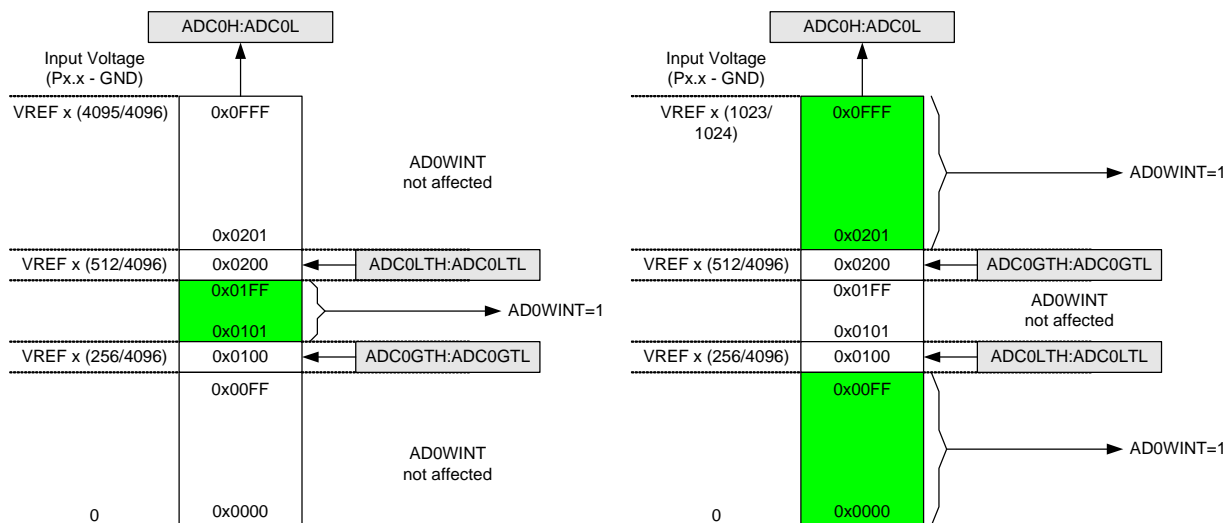 ADC0H:ADC0L
Input Voltage
(Px.x - GND)
VREF x (4095/4096)
0x0FFF
AD0WINT
not affected
0x0201
VREF x (512/4096)
0x0200
ADC0LTH:ADC0LTL
0x01FF
AD0WINT=1
0x0101
VREF x (256/4096)
0x0100
ADC0GTH:ADC0GTL
0x00FF
AD0WINT
not affected
0
0x0000
ADC0H:ADC0L
Input Voltage
(Px.x - GND)
VREF x (1023/
1024)
0x0FFF
AD0WINT=1
0x0201
VREF x (512/4096)
0x0200
ADC0GTH:ADC0GTL
0x01FF
AD0WINT
not affected
0x0101
VREF x (256/4096)
0x0100
ADC0LTH:ADC0LTL
0x00FF
AD0WINT=1
0
0x0000